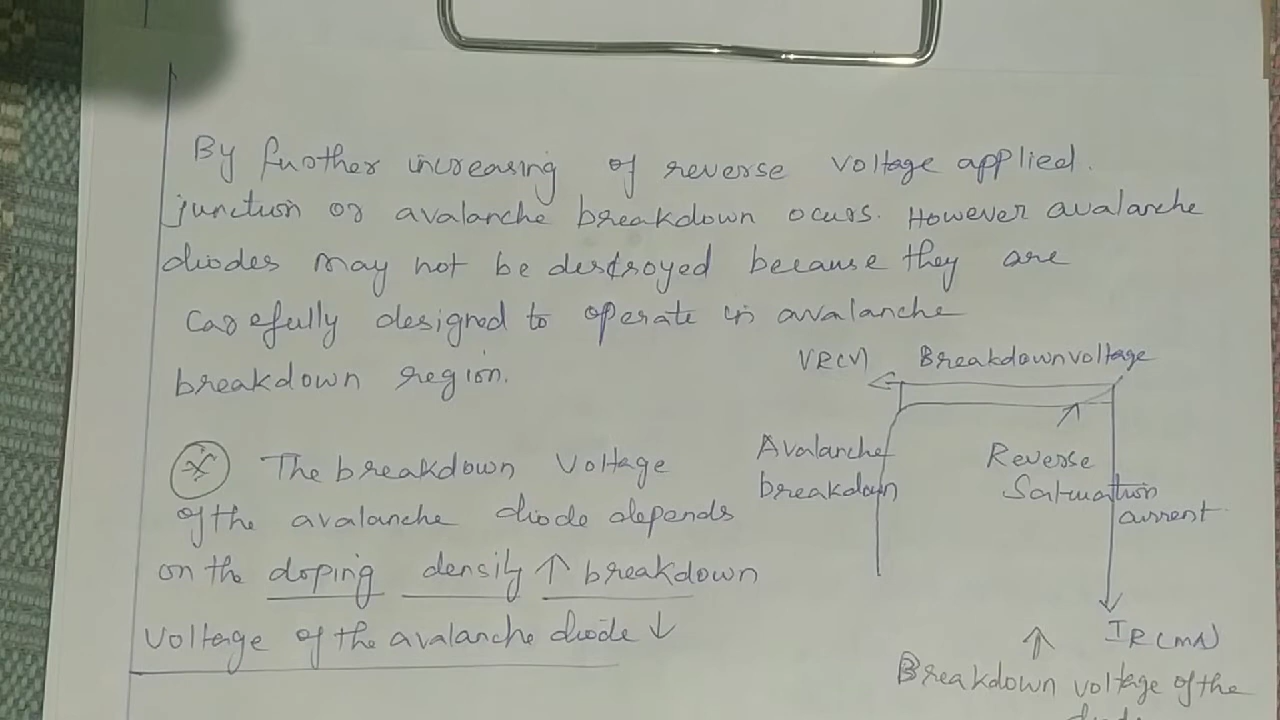 By further increasing of reverse voltage applied.
junction or avalanche breakdown ocurs. However avalanche
diodes may not be destroyed because they are
carefully designed to operate in avalanche
breakdown region.
VR(V) Breakdown voltage
Avalanche
breakdown
Reverse
Saturation
current.
The breakdown voltage
of the avalanche diode depends
on the doping density ↑ breakdown
voltage of the avalanche diode ↓
IR(mA)
↑
Breakdown voltage of the